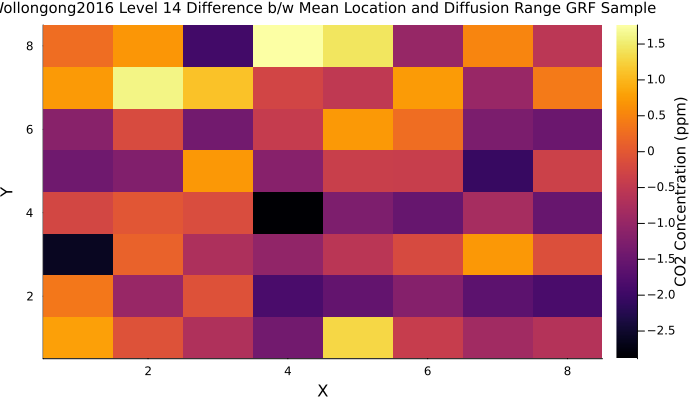 Wollongong2016 Level 14 Difference b/w Mean Location and Diffusion Range GRF Sample
8
6
4
2
Y
2 4 6 8
X
1.5
1.0
0.5
0
−0.5
−1.0
−1.5
−2.0
−2.5
CO2 Concentration (ppm)